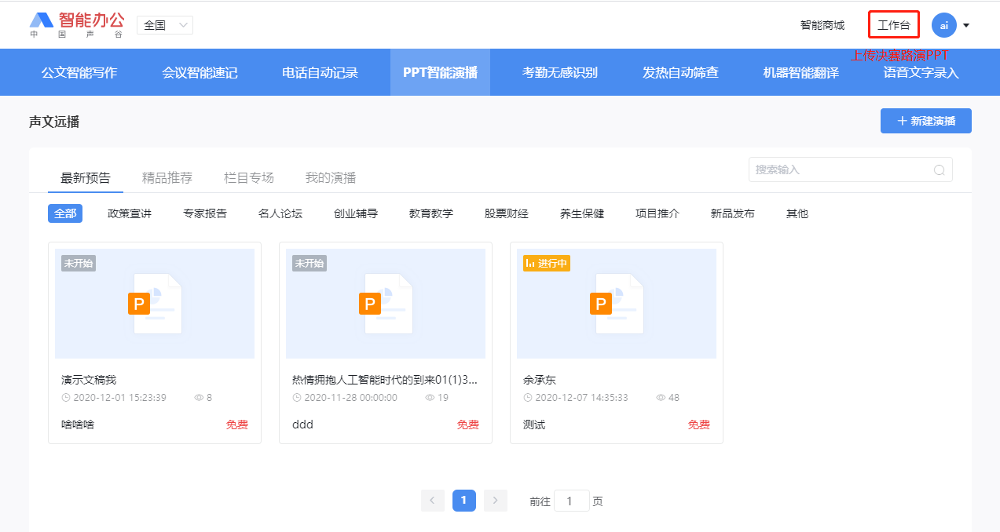 智能办公 全国 智能商城 工作台 ai
中国声谷
上传决赛路演PPT
公文智能写作 会议智能速记 电话自动记录 PPT智能演播 考勤无感识别 发热自动筛查 机器智能翻译 语音文字录入
声文远播 新建演播
最新预告 精品推荐 栏目专场 我的演播 搜索输入
全部 政策宣讲 专家报告 名人论坛 创业辅导 教育教学 股票财经 养生保健 项目推介 新品发布 其他
未开始 未开始 进行中
P P P
演示文稿我 热情拥抱人工智能时代的到来01(1)3... 余承东
2020-12-01 15:23:39 8 2020-11-28 00:00:00 19 2020-12-07 14:35:33 48
啥啥啥 免费 ddd 免费 测试 免费
1 前往 1 页